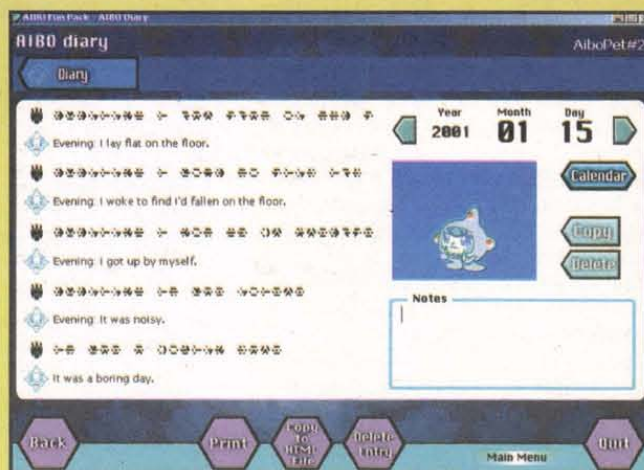 AIBO Fun Pack - AIBO Diary
AIBO diary
AiboPet#2
Diary
Evening: I lay flat on the floor.
Evening: I woke to find I'd fallen on the floor.
Evening: I got up by myself.
Evening: It was noisy.
It was a boring day.
Year Month Day
2001 01 15
Calendar
Copy
Delete
Notes
Back
Print
Copy to HTML File
Delete Entry
Main Menu
Quit